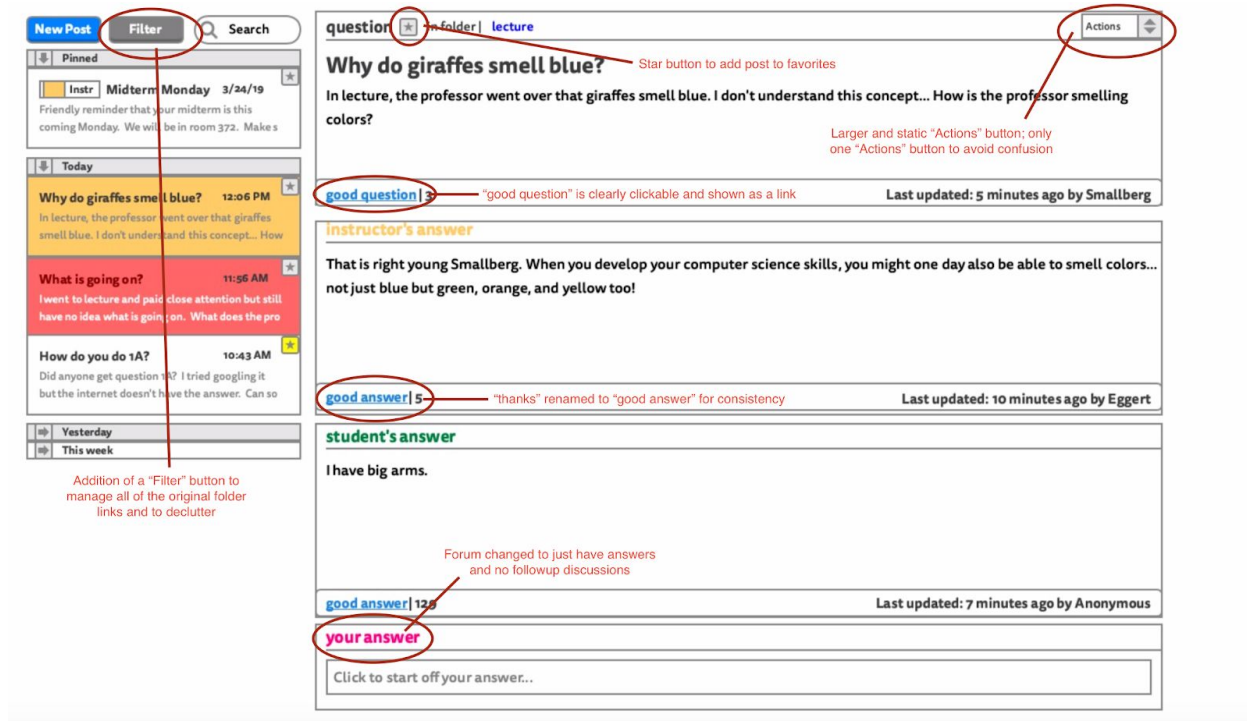 New Post Filter Search
Pinned
Instr Midterm Monday 3/24/19
Friendly reminder that your midterm is this
coming Monday. We will be in room 372. Make s
Today
Why do giraffes smell blue? 12:06 PM
In lecture, the professor went over that giraffes
smell blue. I don't understand this concept... How
What is going on? 11:56 AM
I went to lecture and paid close attention but still
have no idea what is going on. What does the pro
How do you do 1A? 10:43 AM
Did anyone get question 1A? I tried googling it
but the internet doesn't have the answer. Can so
Yesterday
This week
Addition of a "Filter" button to
manage all of the original folder
links and to declutter
question in folder| lecture
Actions
Why do giraffes smell blue?
Star button to add post to favorites
In lecture, the professor went over that giraffes smell blue. I don't understand this concept... How is the professor smelling
colors?
Larger and static "Actions" button; only
one "Actions" button to avoid confusion
good question| 3
"good question" is clearly clickable and shown as a link
Last updated: 5 minutes ago by Smallberg
instructor's answer
That is right young Smallberg. When you develop your computer science skills, you might one day also be able to smell colors...
not just blue but green, orange, and yellow too!
good answer| 5
"thanks" renamed to "good answer" for consistency
Last updated: 10 minutes ago by Eggert
student's answer
I have big arms.
Forum changed to just have answers
and no followup discussions
good answer| 129
Last updated: 7 minutes ago by Anonymous
your answer
Click to start off your answer...